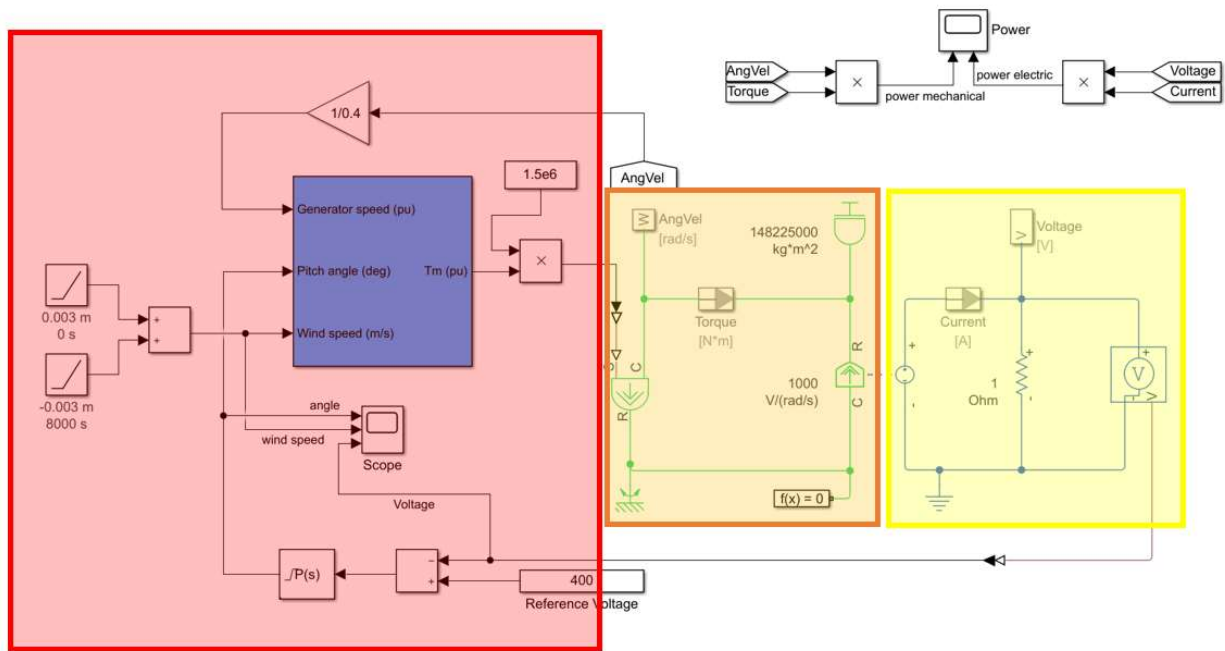 Power
AngVel
Torque
×
power mechanical
power electric
×
Voltage
Current
1/0.4
AngVel
1.5e6
Generator speed (pu)
Pitch angle (deg)
Wind speed (m/s)
Tm (pu)
×
0.003 m
0 s
-0.003 m
8000 s
+
+
angle
wind speed
Scope
Voltage
P(s)
−
+
400
Reference Voltage
W
AngVel
[rad/s]
148225000
kg*m^2
Torque
[N*m]
C
R
1000
V/(rad/s)
R
C
f(x) = 0
V
Voltage
[V]
Current
[A]
+
-
1
Ohm
+
-
+
V
-
V